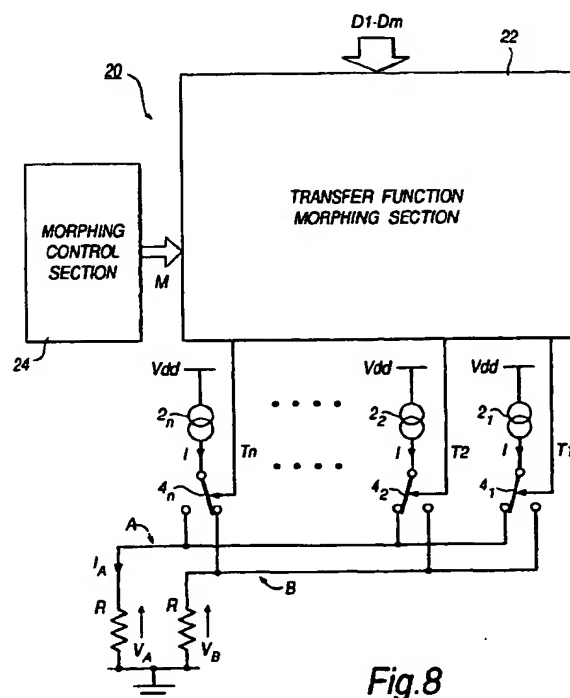 D1-Dm
20
22
MORPHING
CONTROL
SECTION
M
TRANSFER FUNCTION
MORPHING SECTION
24
Vdd
Vdd
Vdd
2n
I
Tn
22
I
T2
21
I
T1
4n
42
41
A
IA
B
R
VA
R
VB
Fig.8